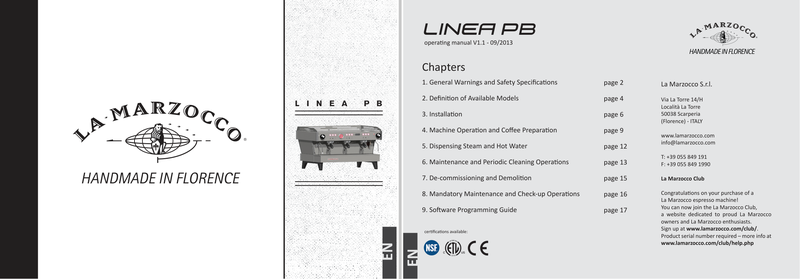 LA MARZOCCO
HANDMADE IN FLORENCE
LINEA PB
EN
LINEA PB
operating manual V1.1 - 09/2013
Chapters
1. General Warnings and Safety Specifications page 2
2. Definition of Available Models page 4
3. Installation page 6
4. Machine Operation and Coffee Preparation page 9
5. Dispensing Steam and Hot Water page 12
6. Maintenance and Periodic Cleaning Operations page 13
7. De-commissioning and Demolition page 15
8. Mandatory Maintenance and Check-up Operations page 16
9. Software Programming Guide page 17
certifications available:
NSF ETL CE
EN
LA MARZOCCO
HANDMADE IN FLORENCE
La Marzocco S.r.l.
Via La Torre 14/H
Località La Torre
50038 Scarperia
(Florence) - ITALY
www.lamarzocco.com
info@lamarzocco.com
T: +39 055 849 191
F: +39 055 849 1990
La Marzocco Club
Congratulations on your purchase of a
La Marzocco espresso machine!
You can now join the La Marzocco Club,
a website dedicated to proud La Marzocco
owners and La Marzocco enthusiasts.
Sign up at www.lamarzocco.com/club/.
Product serial number required – more info at
www.lamarzocco.com/club/help.php